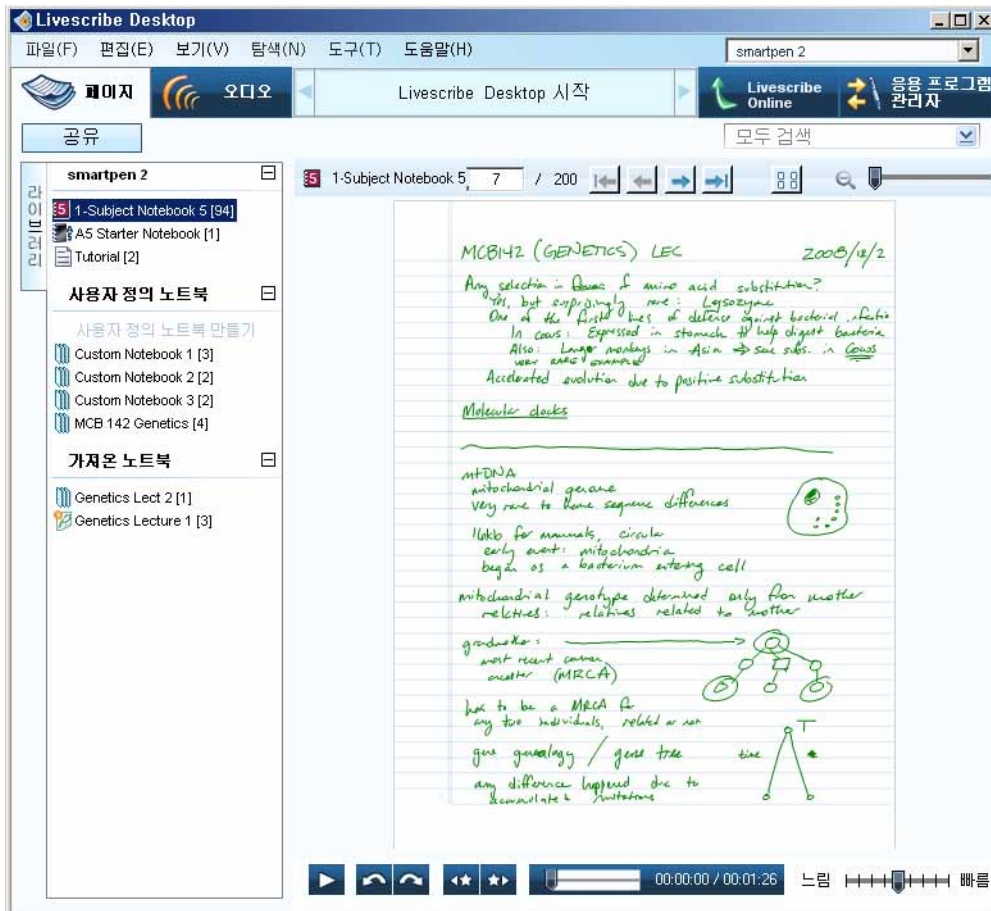 Livescribe Desktop
파일(F) 편집(E) 보기(V) 탐색(N) 도구(T) 도움말(H)
smartpen 2
페이지
오디오
Livescribe Desktop 시작
Livescribe Online
응용 프로그램 관리자
공유
모두 검색
라이브러리
smartpen 2
1-Subject Notebook 5 [94]
A5 Starter Notebook [1]
Tutorial [2]
사용자 정의 노트북
사용자 정의 노트북 만들기
Custom Notebook 1 [3]
Custom Notebook 2 [2]
Custom Notebook 3 [2]
MCB 142 Genetics [4]
가져온 노트북
Genetics Lect 2 [1]
Genetics Lecture 1 [3]
1-Subject Notebook 5 7 / 200
MCB142 (GENETICS) LEC 2008/12/2
Any selection in of amino acid substitution?
Yes, but surprisingly rare: Lysozyme
One of the first lines of defense against bacterial
In cows: Expressed in stomach to help digest bacteria
Also: monkeys in Asia → subs. in Cows
VERY RARE EXAMPLE
Accelerated evolution due to positive substitution
Molecular clocks
mtDNA
mitochondrial genome
very rare to have sequence differences
16kb for mammals, circular
early event: mitochondria
began as a bacterium entering cell
mitochondrial genotype determined only from mother
relatives: relatives related to mother
grandmother:
most recent common
ancestor (MRCA)
has to be a MRCA for
any two individuals, related or not
gene genealogy / gene tree
time
T
any difference happened due to
accumulated mutations
00:00:00 / 00:01:26
느림
빠름